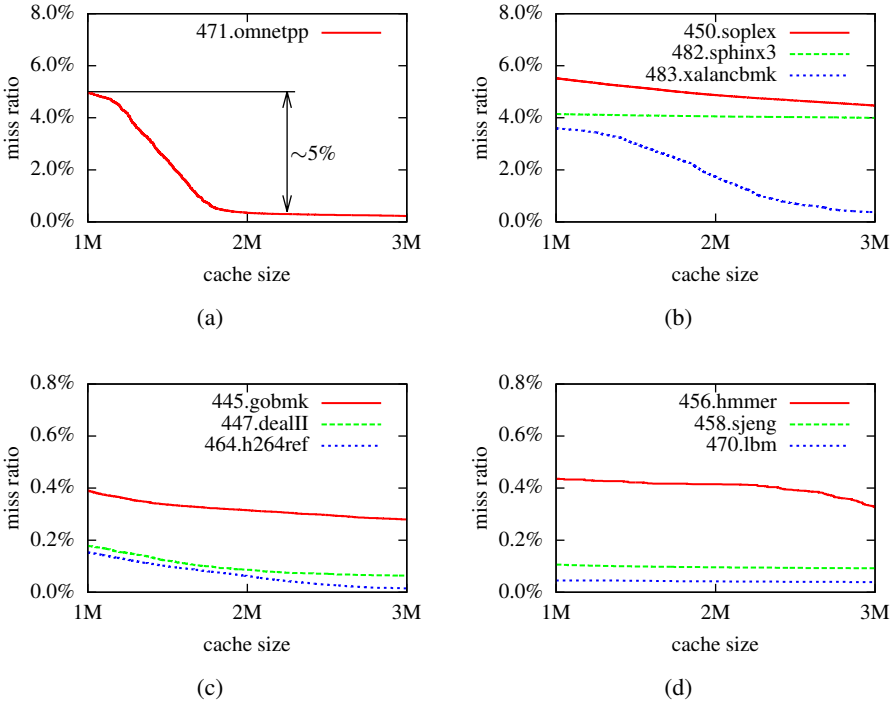 8.0%
6.0%
4.0%
2.0%
0.0%
miss ratio
471.omnetpp
~5%
1M
2M
3M
cache size
(a)
8.0%
6.0%
4.0%
2.0%
0.0%
miss ratio
450.soplex
482.sphinx3
483.xalancbmk
1M
2M
3M
cache size
(b)
0.8%
0.6%
0.4%
0.2%
0.0%
miss ratio
445.gobmk
447.dealII
464.h264ref
1M
2M
3M
cache size
(c)
0.8%
0.6%
0.4%
0.2%
0.0%
miss ratio
456.hmmer
458.sjeng
470.lbm
1M
2M
3M
cache size
(d)